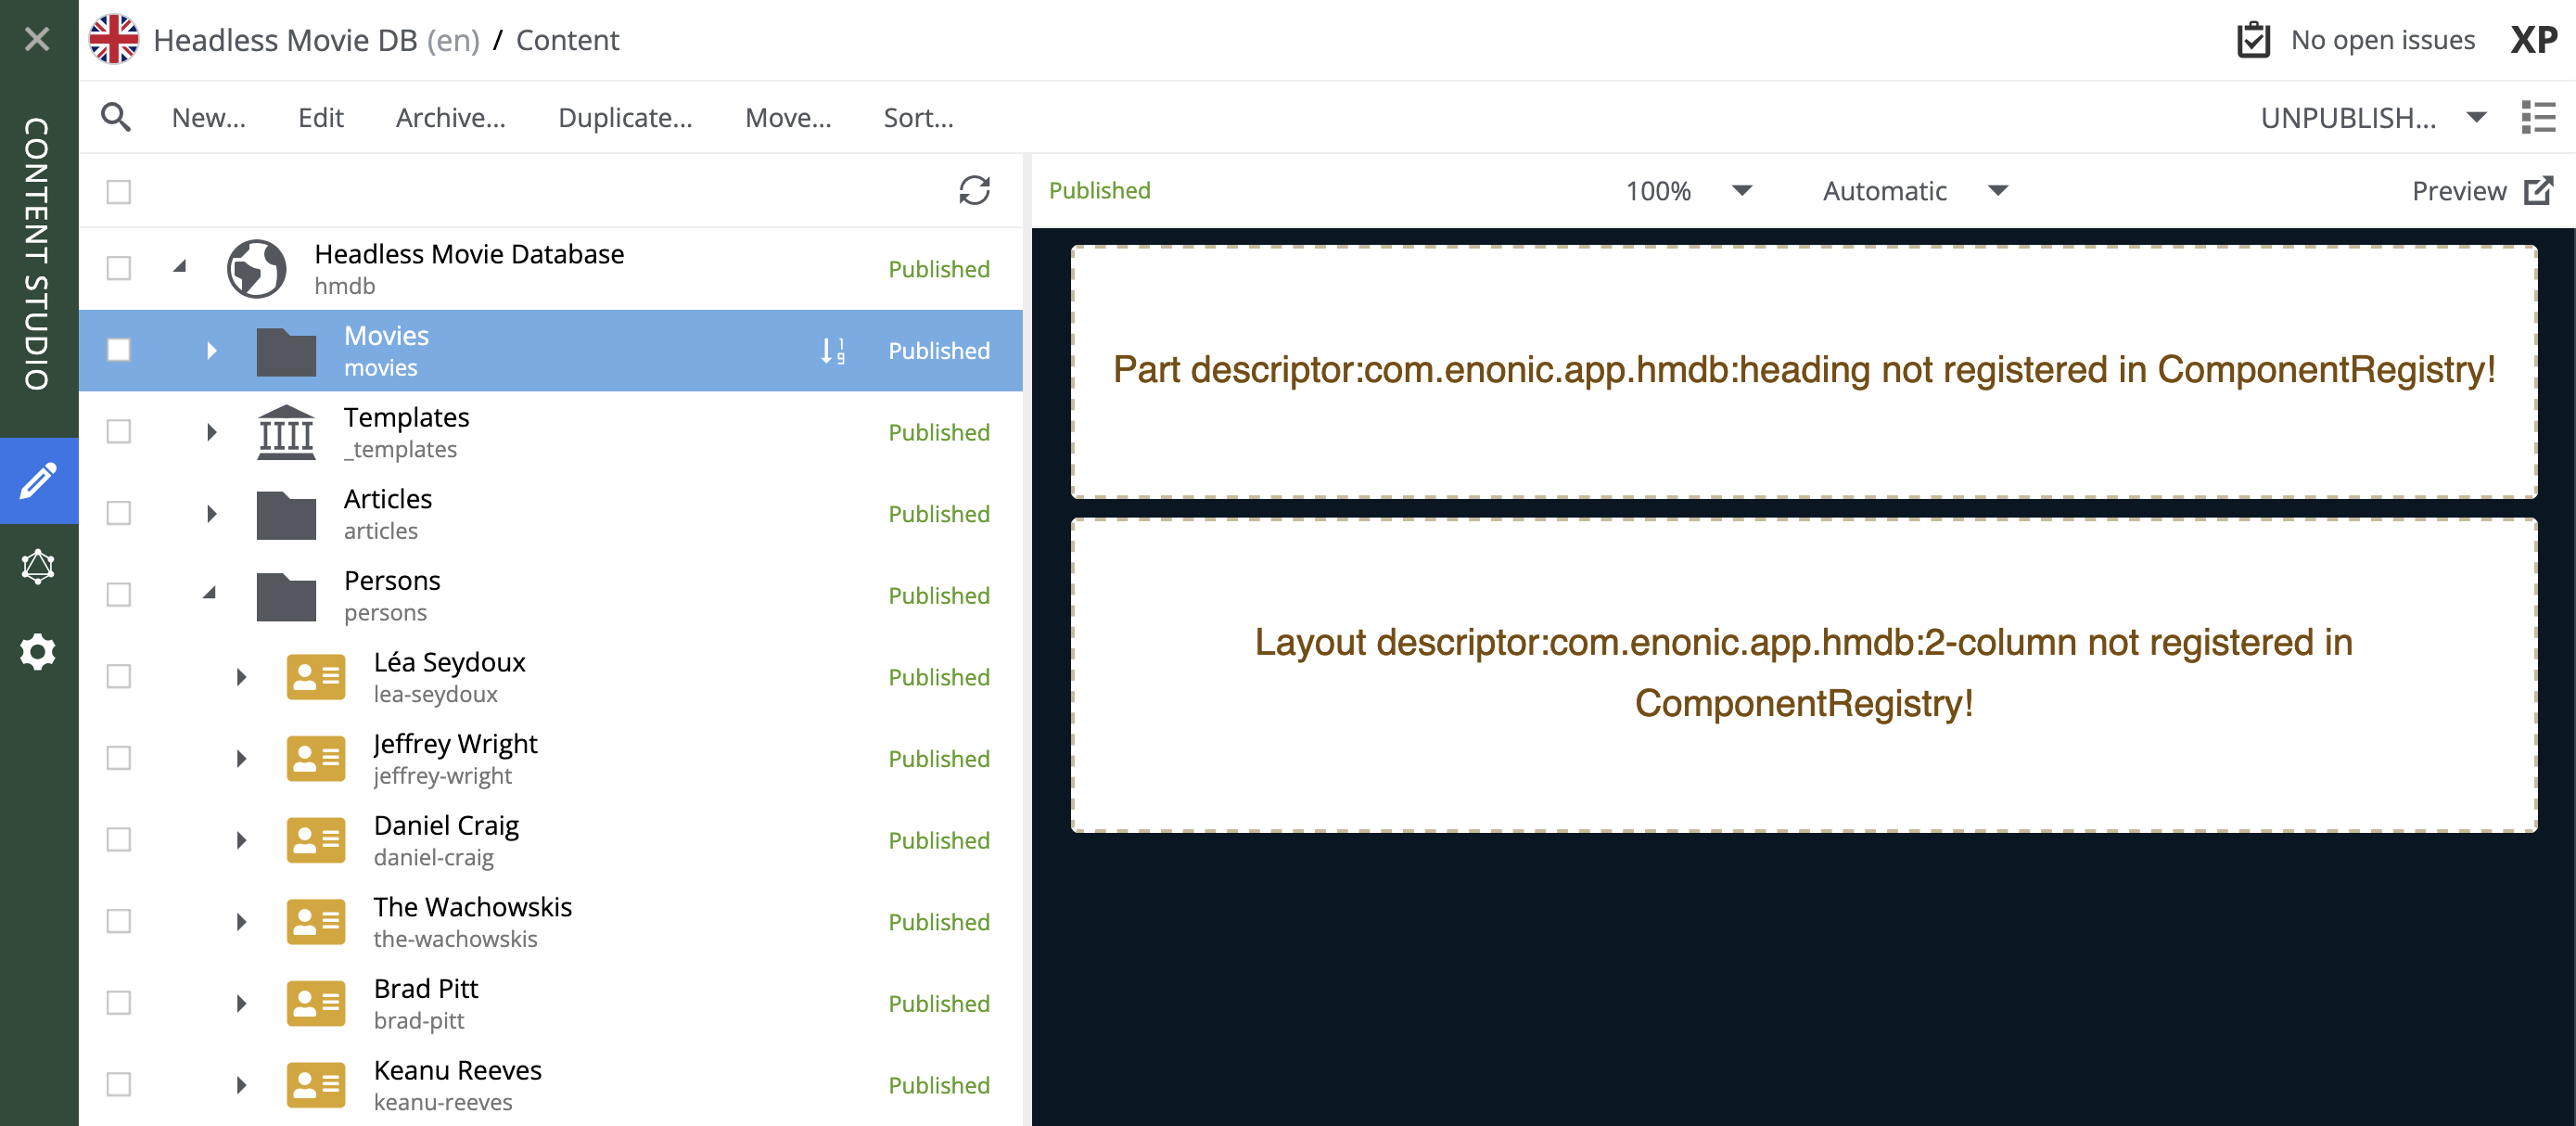 Headless Movie DB (en) / Content
No open issues
XP
CONTENT STUDIO
New...
Edit
Archive...
Duplicate...
Move...
Sort...
UNPUBLISH...
Published
100%
Automatic
Preview
Headless Movie Database
hmdb
Published
Movies
movies
1
9
Published
Templates
_templates
Published
Articles
articles
Published
Persons
persons
Published
Léa Seydoux
lea-seydoux
Published
Jeffrey Wright
jeffrey-wright
Published
Daniel Craig
daniel-craig
Published
The Wachowskis
the-wachowskis
Published
Brad Pitt
brad-pitt
Published
Keanu Reeves
keanu-reeves
Published
Part descriptor:com.enonic.app.hmdb:heading not registered in ComponentRegistry!
Layout descriptor:com.enonic.app.hmdb:2-column not registered in
ComponentRegistry!